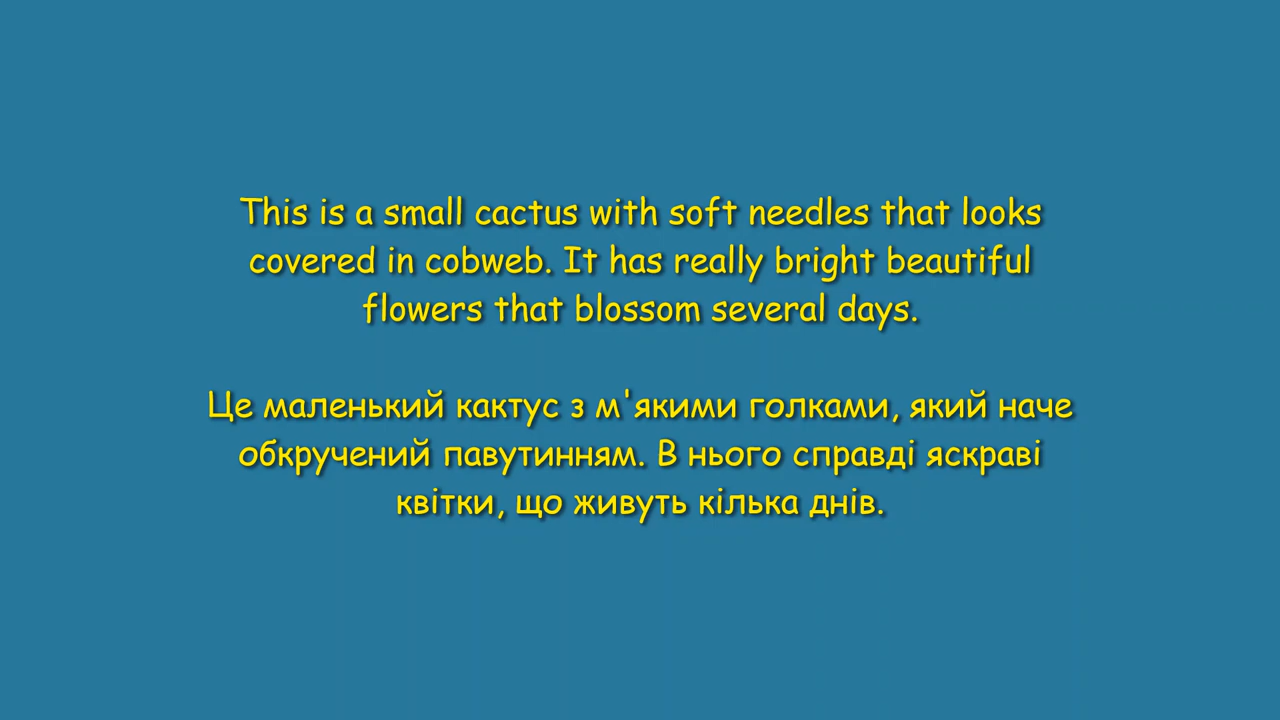 This is a small cactus with soft needles that looks
covered in cobweb. It has really bright beautiful
flowers that blossom several days.
Це маленький кактус з м'якими голками, який наче
обкручений павутинням. В нього справді яскраві
квітки, що живуть кілька днів.